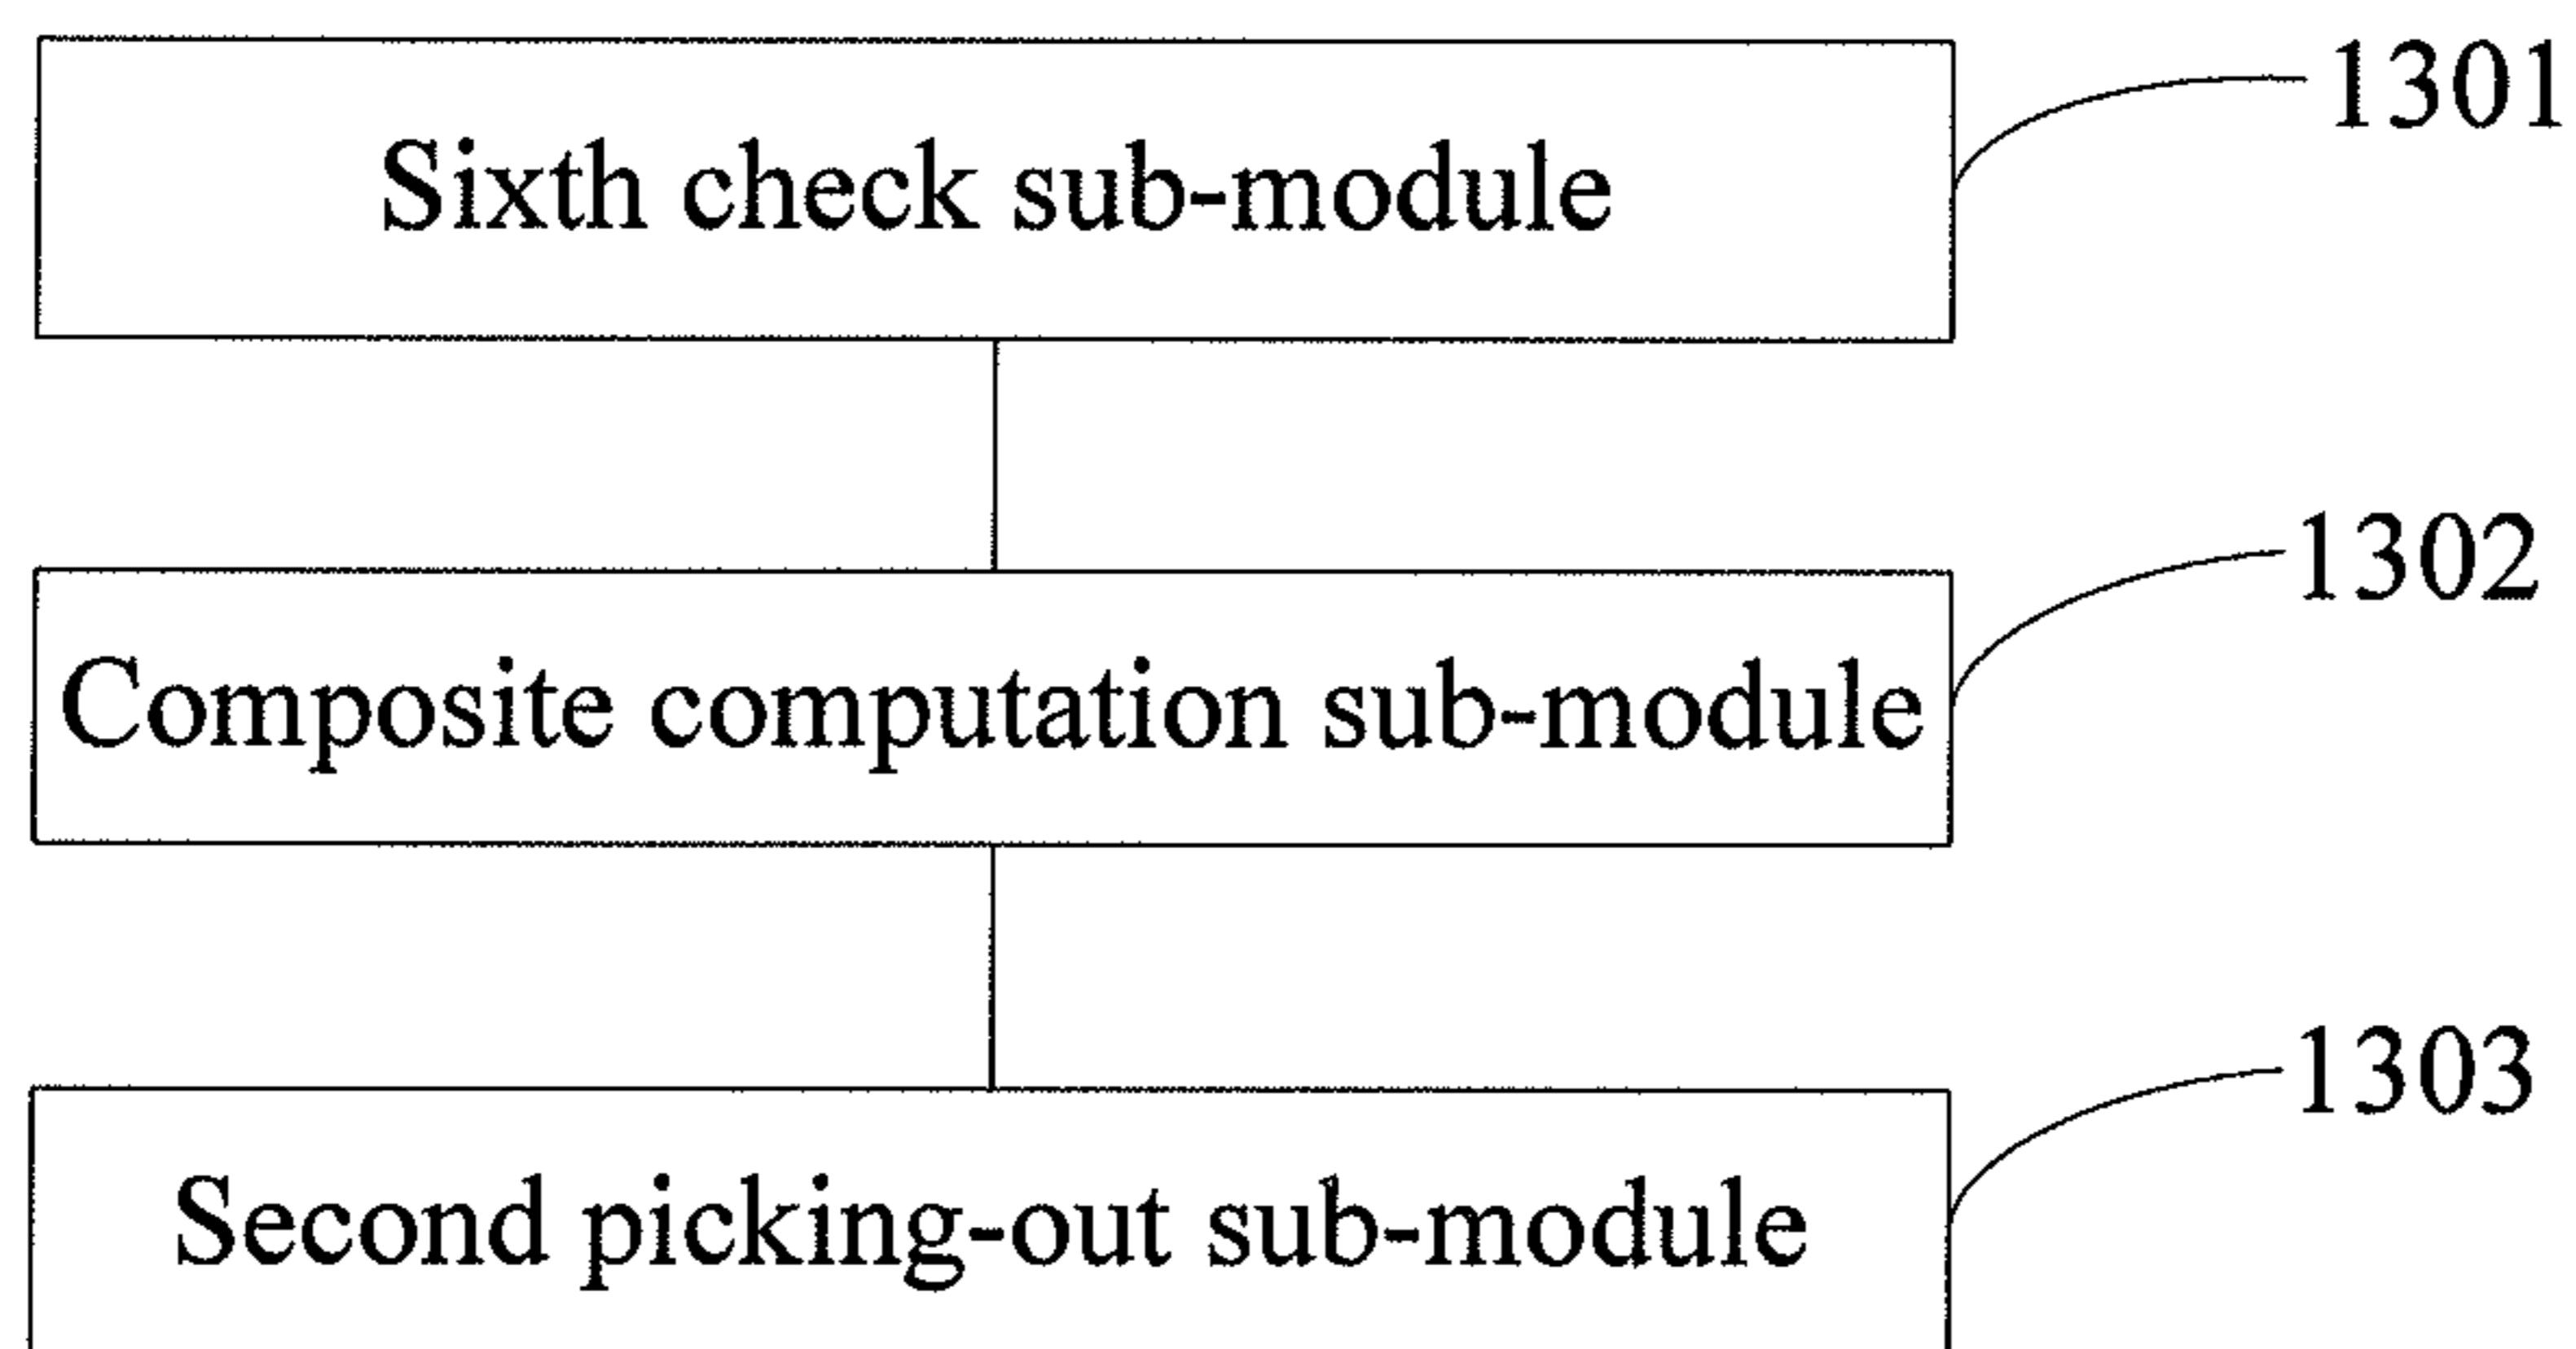 1301
Sixth check sub-module
1302
Composite computation sub-module
1303
Second picking-out sub-module